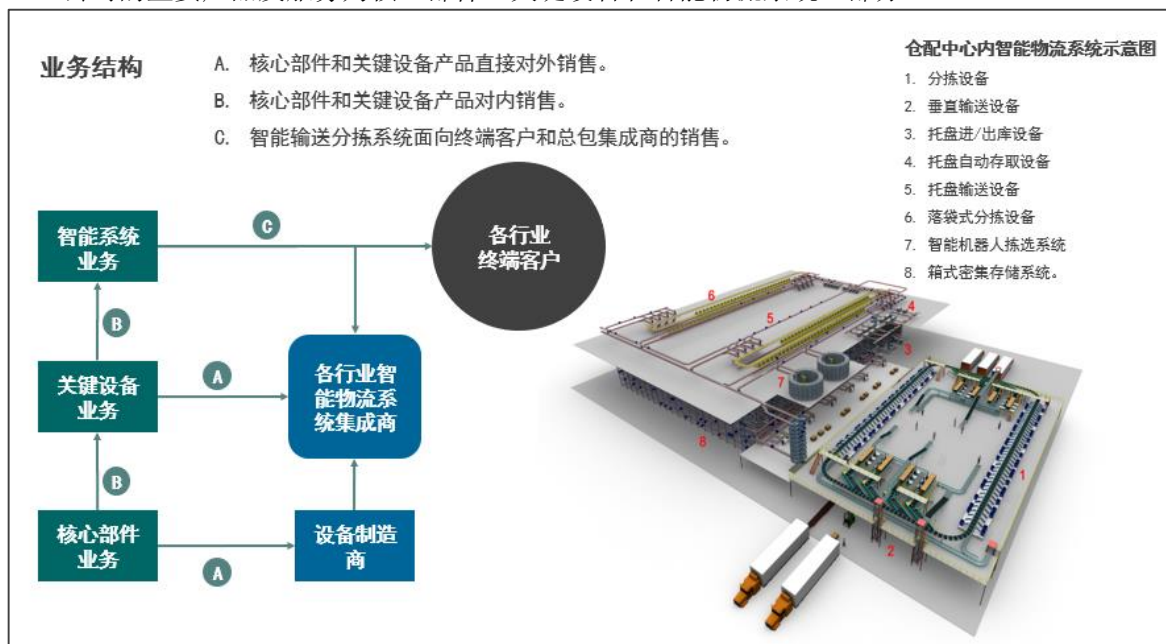 业务结构
A. 核心部件和关键设备产品直接对外销售。
B. 核心部件和关键设备产品对内销售。
C. 智能输送分拣系统面向终端客户和总包集成商的销售。
仓配中心内智能物流系统示意图
1. 分拣设备
2. 垂直输送设备
3. 托盘进/出库设备
4. 托盘自动存取设备
5. 托盘输送设备
6. 落袋式分拣设备
7. 智能机器人拣选系统
8. 箱式密集存储系统。
智能系统
业务
C
各行业
终端客户
B
关键设备
业务
A
各行业智
能物流系
统集成商
B
核心部件
业务
A
设备制造
商
6
5
4
3
7
8
1
2